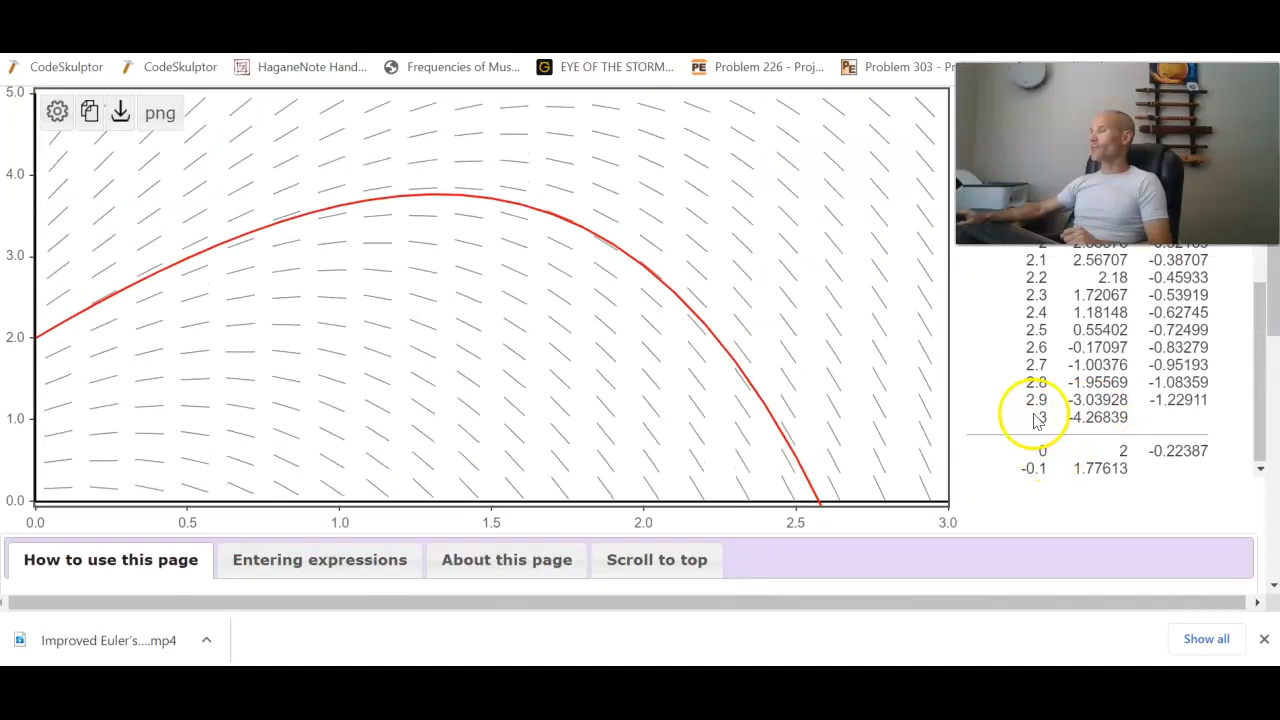 CodeSkulptor CodeSkulptor HaganeNote Hand... Frequencies of Mus... EYE OF THE STORM... Problem 226 - Proj... Problem 303 -
png
5.0
4.0
3.0
2.0
1.0
0.0
0.0 0.5 1.0 1.5 2.0 2.5 3.0
2.1 2.56707 -0.38707
2.2 2.18 -0.45933
2.3 1.72067 -0.53919
2.4 1.18148 -0.62745
2.5 0.55402 -0.72499
2.6 -0.17097 -0.83279
2.7 -1.00376 -0.95193
2.8 -1.95569 -1.08359
2.9 -3.03928 -1.22911
3 -4.26839
0 2 -0.22387
-0.1 1.77613
How to use this page Entering expressions About this page Scroll to top
Improved Euler's....mp4 Show all